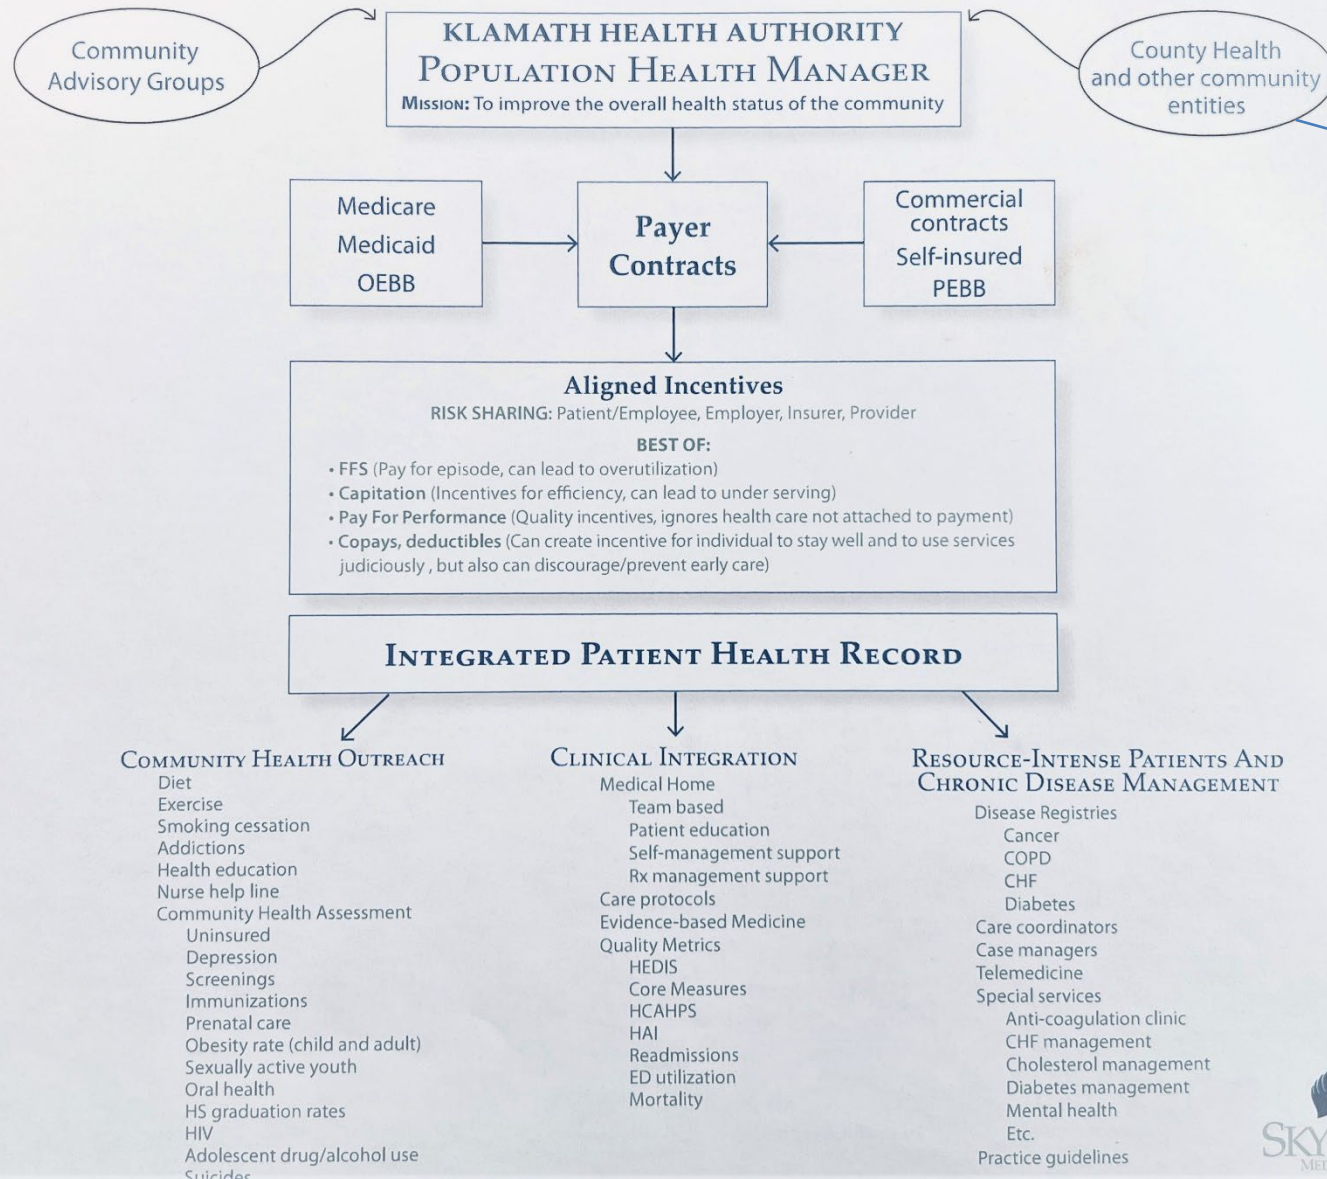 Community
Advisory Groups
KLAMATH HEALTH AUTHORITY
POPULATION HEALTH MANAGER
MISSION: To improve the overall health status of the community
County Health
and other community
entities
Medicare
Medicaid
OEBB
Payer
Contracts
Commercial
contracts
Self-insured
PEBB
Aligned Incentives
RISK SHARING: Patient/Employee, Employer, Insurer, Provider
BEST OF:
• FFS (Pay for episode, can lead to overutilization)
• Capitation (Incentives for efficiency, can lead to under serving)
• Pay For Performance (Quality incentives, ignores health care not attached to payment)
• Copays, deductibles (Can create incentive for individual to stay well and to use services
judiciously , but also can discourage/prevent early care)
INTEGRATED PATIENT HEALTH RECORD
COMMUNITY HEALTH OUTREACH
Diet
Exercise
Smoking cessation
Addictions
Health education
Nurse help line
Community Health Assessment
Uninsured
Depression
Screenings
Immunizations
Prenatal care
Obesity rate (child and adult)
Sexually active youth
Oral health
HS graduation rates
HIV
Adolescent drug/alcohol use
Suicides
CLINICAL INTEGRATION
Medical Home
Team based
Patient education
Self-management support
Rx management support
Care protocols
Evidence-based Medicine
Quality Metrics
HEDIS
Core Measures
HCAHPS
HAI
Readmissions
ED utilization
Mortality
RESOURCE-INTENSE PATIENTS AND
CHRONIC DISEASE MANAGEMENT
Disease Registries
Cancer
COPD
CHF
Diabetes
Care coordinators
Case managers
Telemedicine
Special services
Anti-coagulation clinic
CHF management
Cholesterol management
Diabetes management
Mental health
Etc.
Practice guidelines
SKY